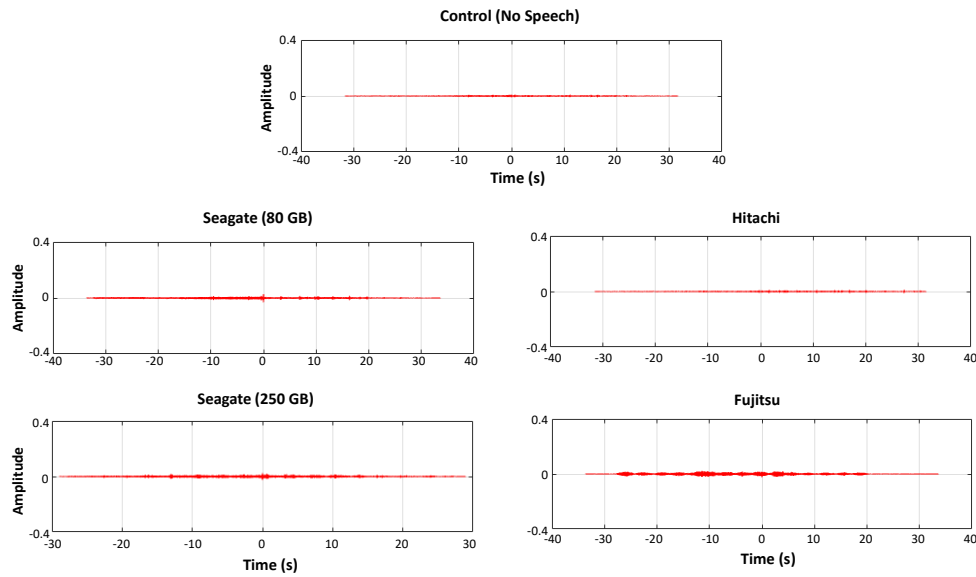 Control (No Speech)
0.4
0
-0.4
Amplitude
-40 -30 -20 -10 0 10 20 30 40
Time (s)
Seagate (80 GB)
0.4
0
-0.4
Amplitude
-40 -30 -20 -10 0 10 20 30 40
Hitachi
0.4
0
-0.4
-40 -30 -20 -10 0 10 20 30 40
Seagate (250 GB)
0.4
0
-0.4
Amplitude
-30 -20 -10 0 10 20 30
Time (s)
Fujitsu
0.4
0
-0.4
-40 -30 -20 -10 0 10 20 30 40
Time (s)